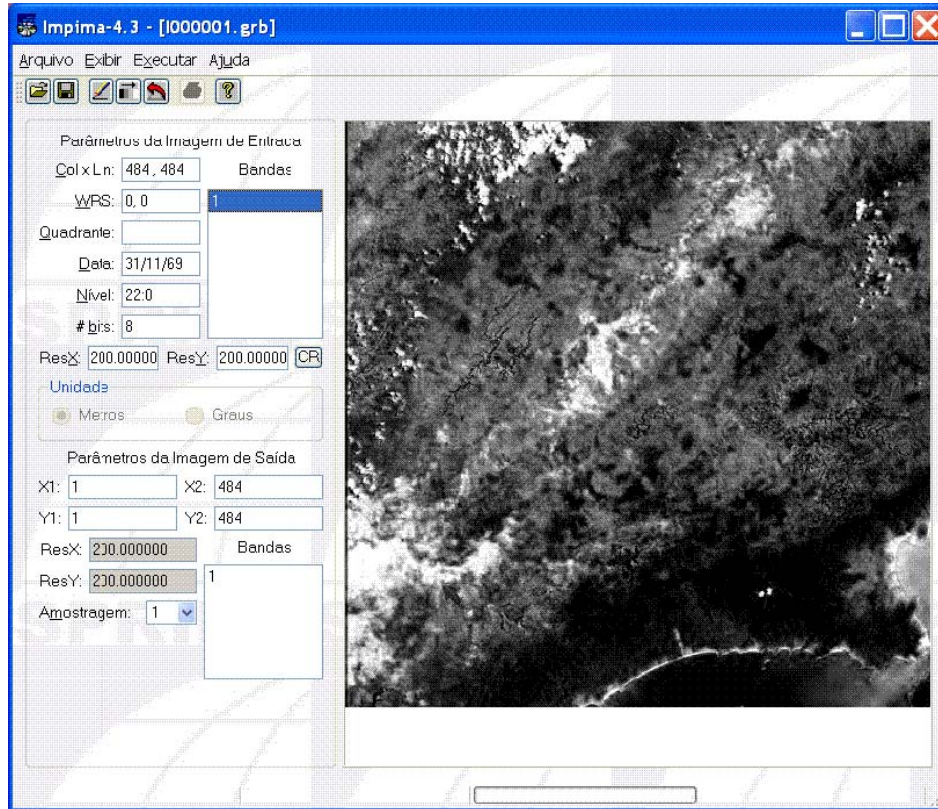 Impima-4.3 - [I000001.grb]
Arquivo Exibir Executar Ajuda
Parâmetros da Imagem de Entrada
Col x Ln: 484, 484 Bandas
WRS: 0, 0 1
Quadrante:
Data: 31/11/69
Nível: 22:0
# bits: 8
ResX: 200.00000 ResY: 200.00000 CR
Unidade
Metros Graus
Parâmetros da Imagem de Saída
X1: 1 X2: 484
Y1: 1 Y2: 484
ResX: 200.000000 Bandas
ResY: 200.000000 1
Amostragem: 1